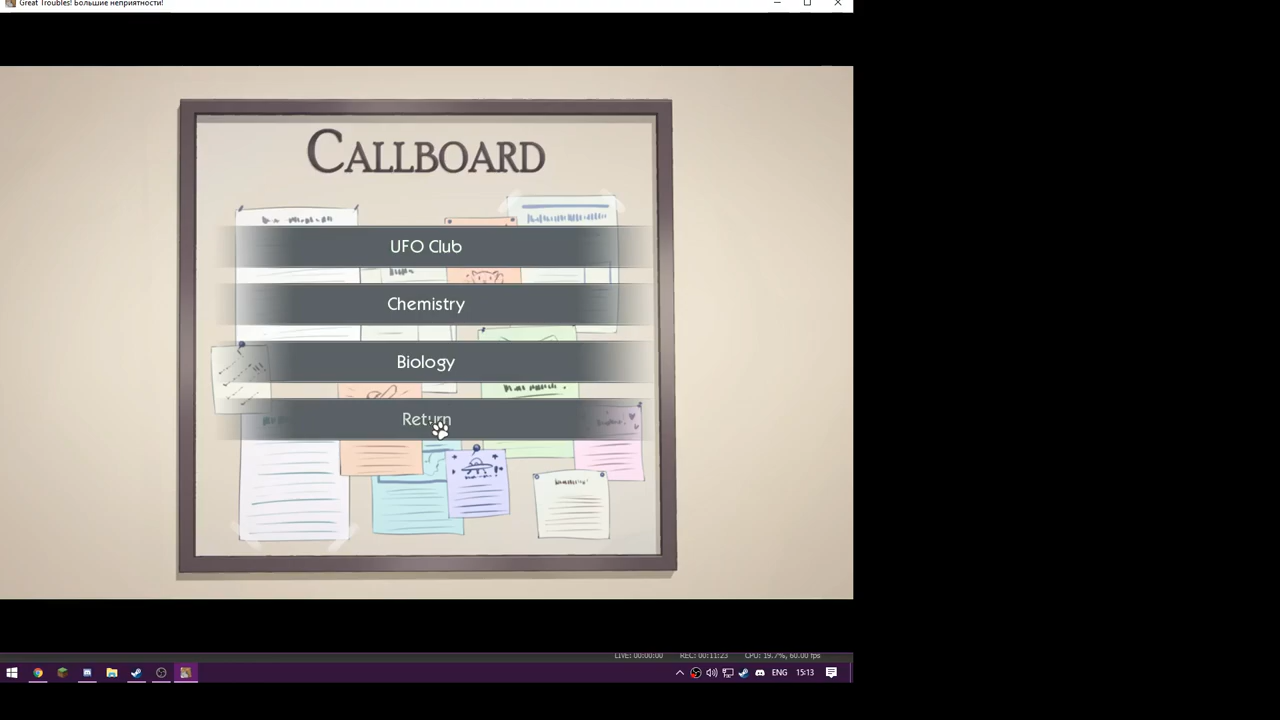 Great Troubles! Большие неприятности!
CALLBOARD
UFO Club
Chemistry
Biology
Return
LIVE: 00:00:00 REC: 00:11:23 CPU: 19.7%, 60.00 fps
ENG 15:13